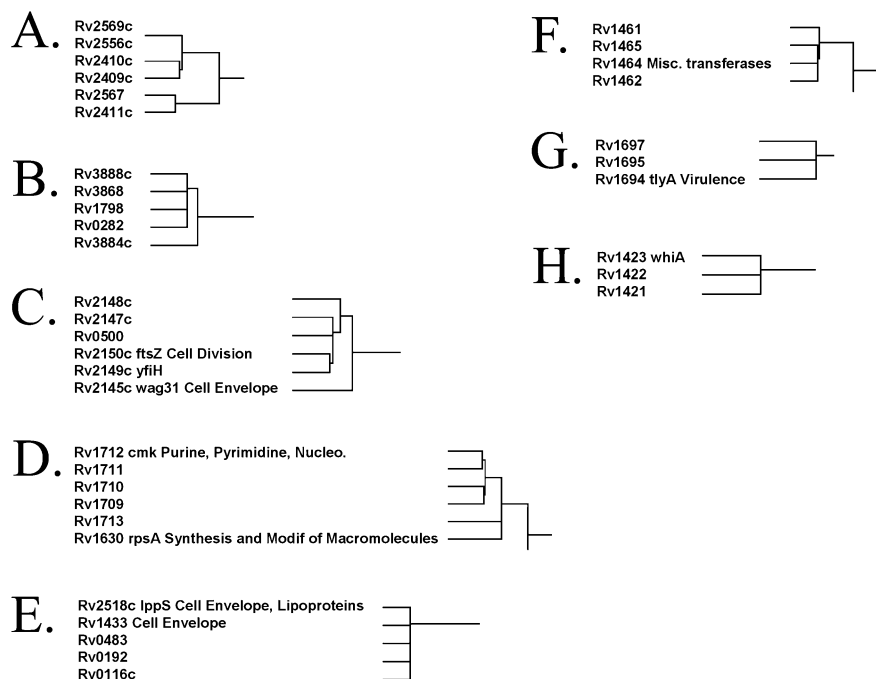 A.
Rv2569c
Rv2556c
Rv2410c
Rv2409c
Rv2567
Rv2411c
B.
Rv3888c
Rv3868
Rv1798
Rv0282
Rv3884c
C.
Rv2148c
Rv2147c
Rv0500
Rv2150c ftsZ Cell Division
Rv2149c yfiH
Rv2145c wag31 Cell Envelope
D.
Rv1712 cmk Purine, Pyrimidine, Nucleo.
Rv1711
Rv1710
Rv1709
Rv1713
Rv1630 rpsA Synthesis and Modif of Macromolecules
E.
Rv2518c lppS Cell Envelope, Lipoproteins
Rv1433 Cell Envelope
Rv0483
Rv0192
Rv0116c
F.
Rv1461
Rv1465
Rv1464 Misc. transferases
Rv1462
G.
Rv1697
Rv1695
Rv1694 tlyA Virulence
H.
Rv1423 whiA
Rv1422
Rv1421